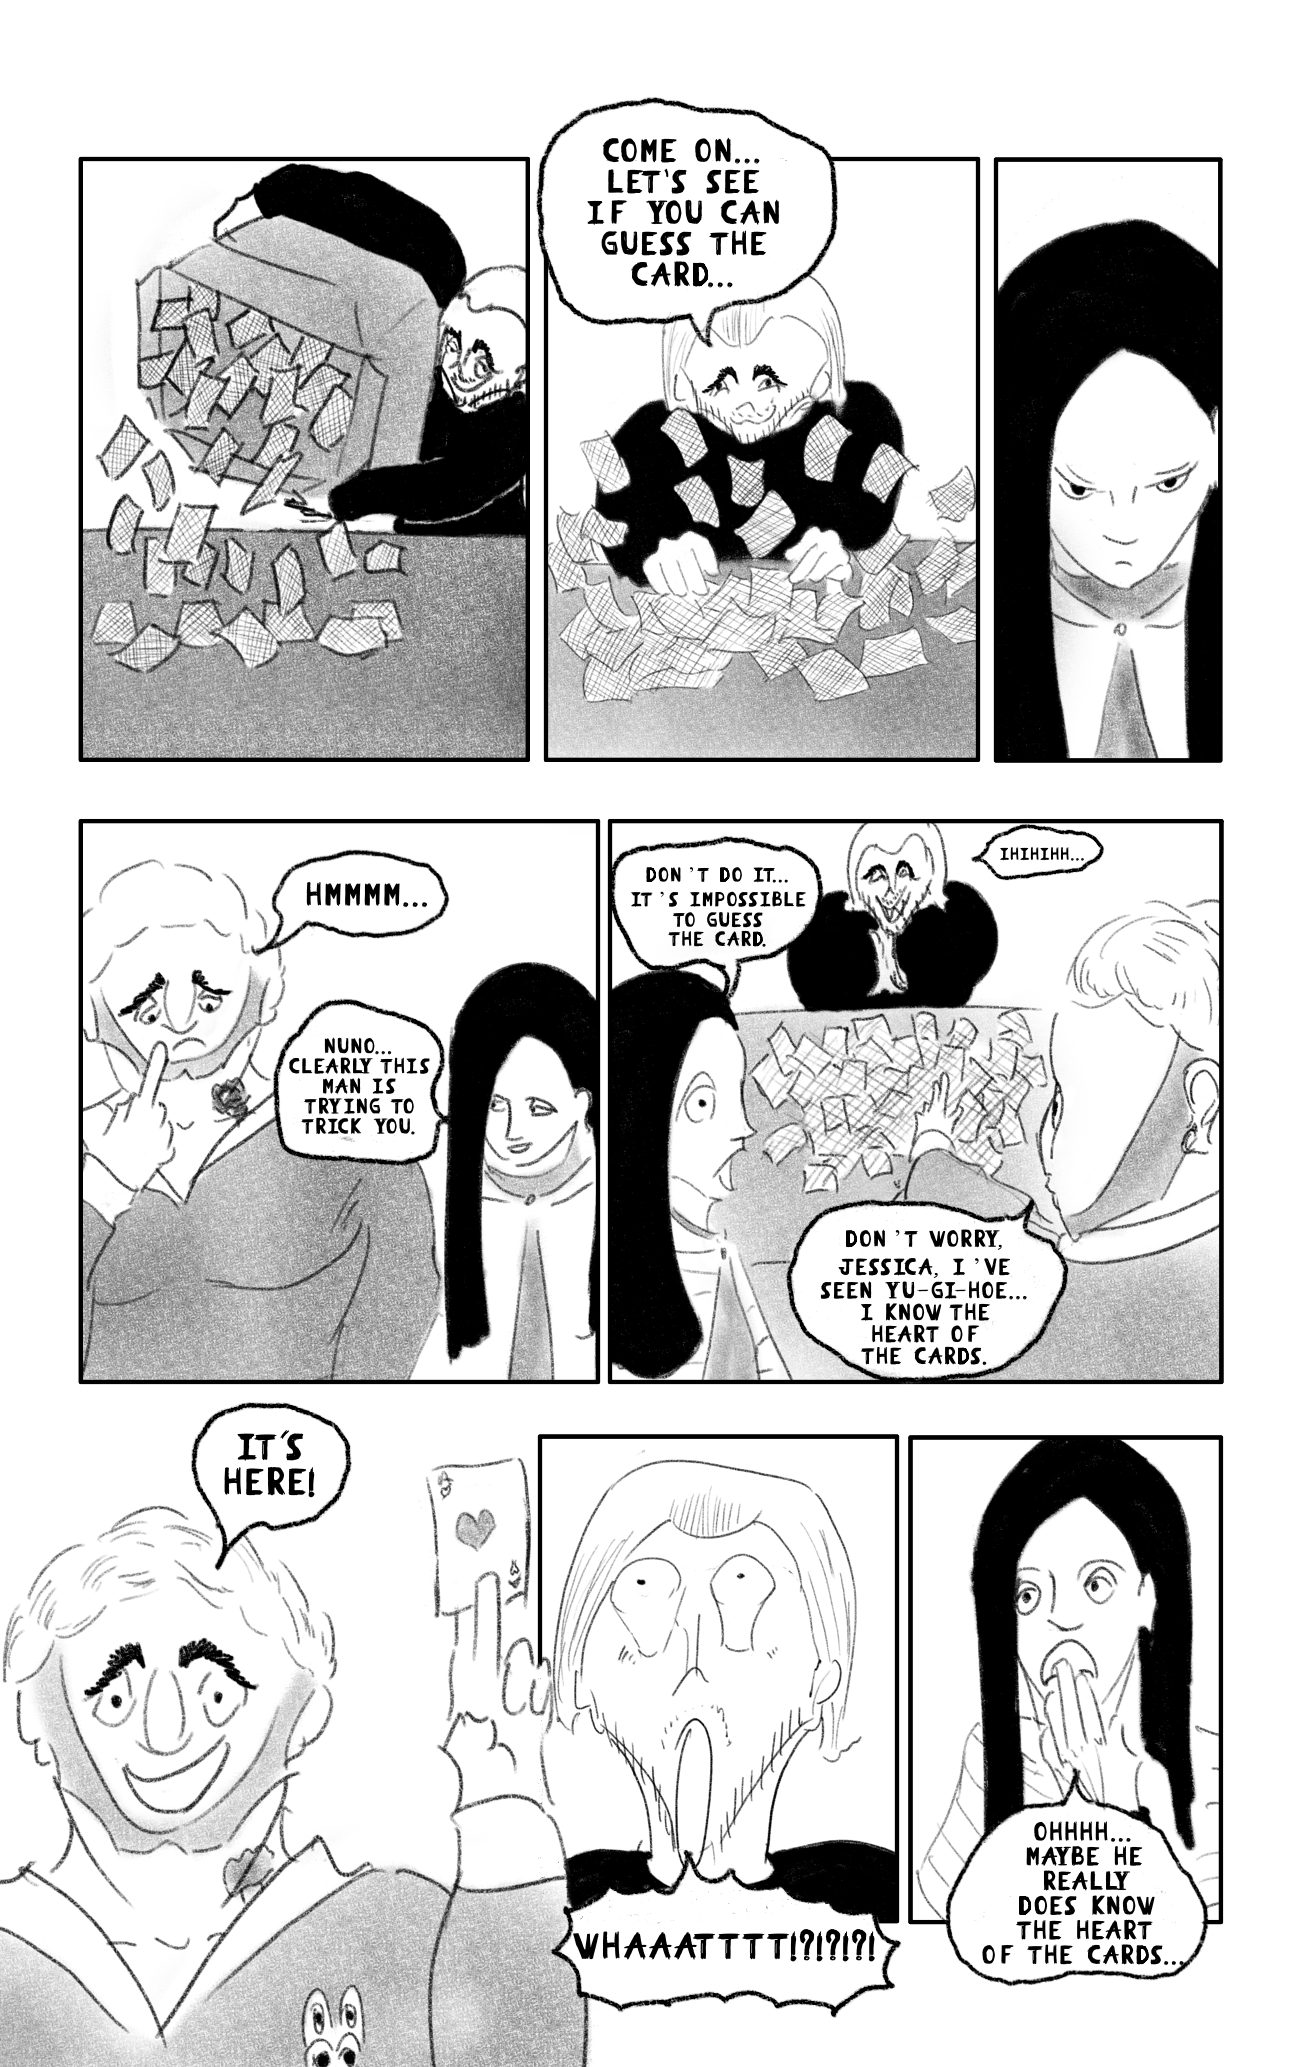 COME ON...
LET'S SEE
IF YOU CAN
GUESS THE
CARD...
HMMMM...
NUNO...
CLEARLY THIS
MAN IS
TRYING TO
TRICK YOU.
DON'T DO IT...
IT'S IMPOSSIBLE
TO GUESS
THE CARD.
IHIHIHH...
DON'T WORRY,
JESSICA, I'VE
SEEN YU-GI-HOE...
I KNOW THE
HEART OF
THE CARDS.
IT'S
HERE!
WHAAATTTT!?!?!?!
OHHHH...
MAYBE HE
REALLY
DOES KNOW
THE HEART
OF THE CARDS...